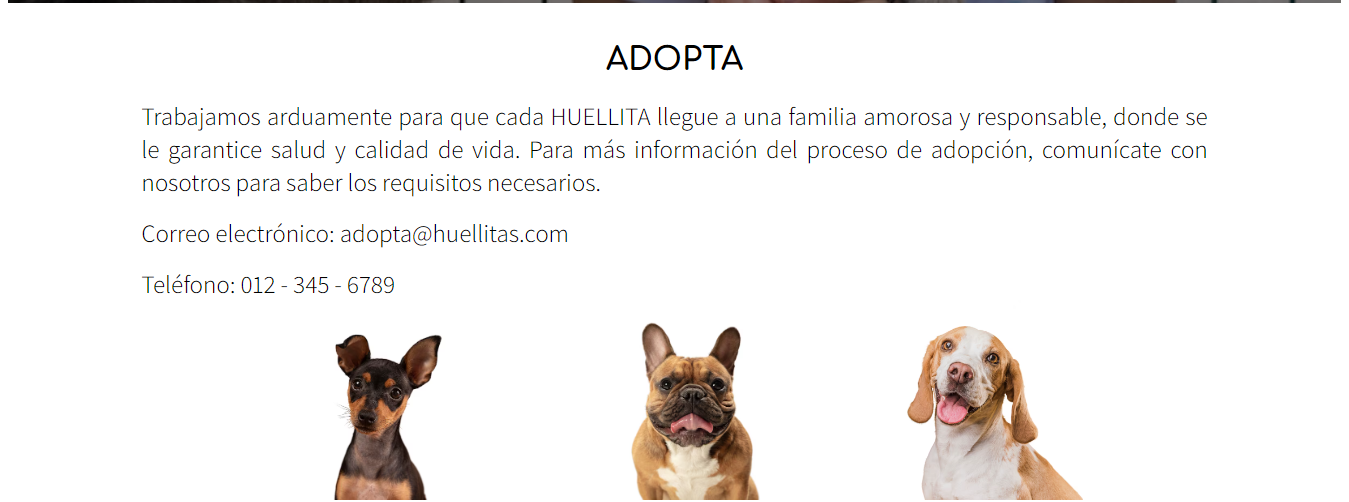 ADOPTA
Trabajamos arduamente para que cada HUELLITA llegue a una familia amorosa y responsable, donde se
le garantice salud y calidad de vida. Para más información del proceso de adopción, comunícate con
nosotros para saber los requisitos necesarios.
Correo electrónico: adopta@huellitas.com
Teléfono: 012 - 345 - 6789